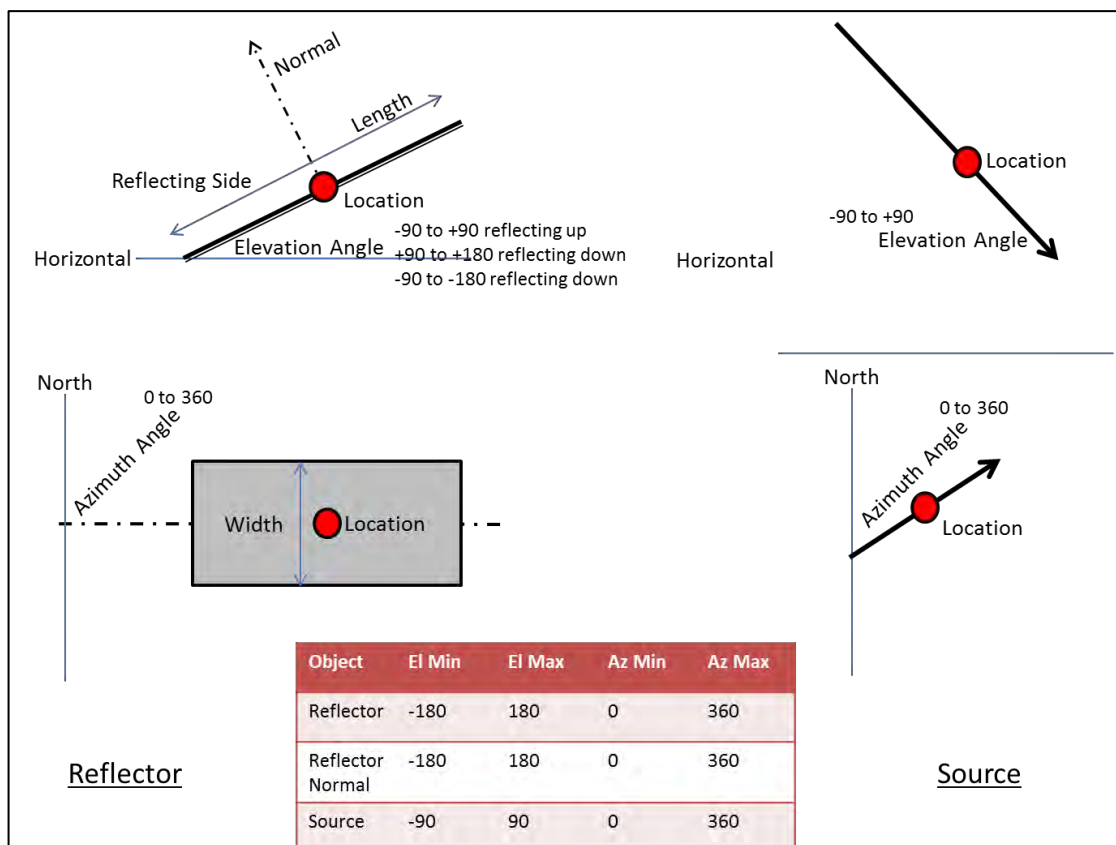 Normal
Length
Reflecting Side
Location
Elevation Angle
-90 to +90 reflecting up
+90 to +180 reflecting down
-90 to -180 reflecting down
Horizontal
Location
-90 to +90
Elevation Angle
Horizontal
North
0 to 360
Azimuth Angle
Width
Location
North
0 to 360
Azimuth Angle
Location
Object El Min El Max Az Min Az Max
Reflector -180 180 0 360
Reflector -180 180 0 360
Normal
Source -90 90 0 360
Reflector
Source